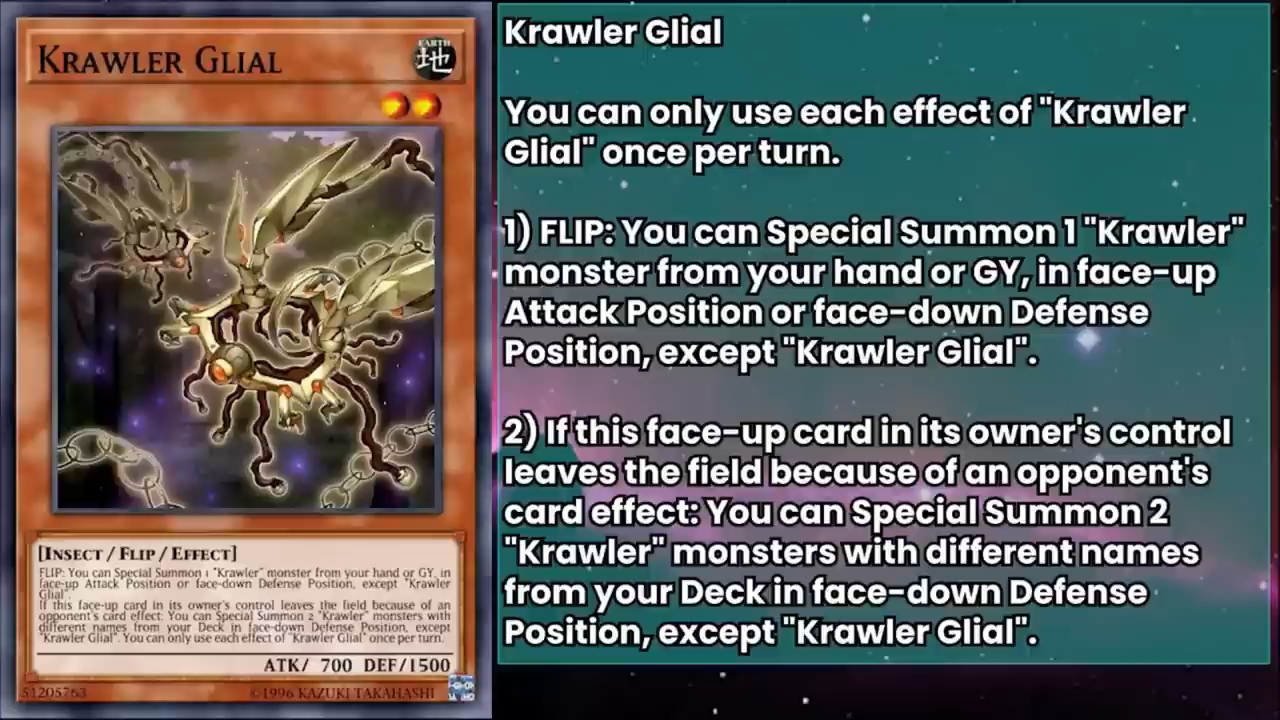 KRAWLER GLIAL
EARTH
地
[INSECT / FLIP / EFFECT]
FLIP: You can Special Summon 1 "Krawler" monster from your hand or GY, in
face-up Attack Position or face-down Defense Position, except "Krawler
Glial".
If this face-up card in its owner's control leaves the field because of an
opponent's card effect: You can Special Summon 2 "Krawler" monsters with
different names from your Deck in face-down Defense Position, except
"Krawler Glial". You can only use each effect of "Krawler Glial" once per turn.
ATK/ 700 DEF/1500
51205763
©1996 KAZUKI TAKAHASHI
Krawler Glial
You can only use each effect of "Krawler
Glial" once per turn.
1) FLIP: You can Special Summon 1 "Krawler"
monster from your hand or GY, in face-up
Attack Position or face-down Defense
Position, except "Krawler Glial".
2) If this face-up card in its owner's control
leaves the field because of an opponent's
card effect: You can Special Summon 2
"Krawler" monsters with different names
from your Deck in face-down Defense
Position, except "Krawler Glial".